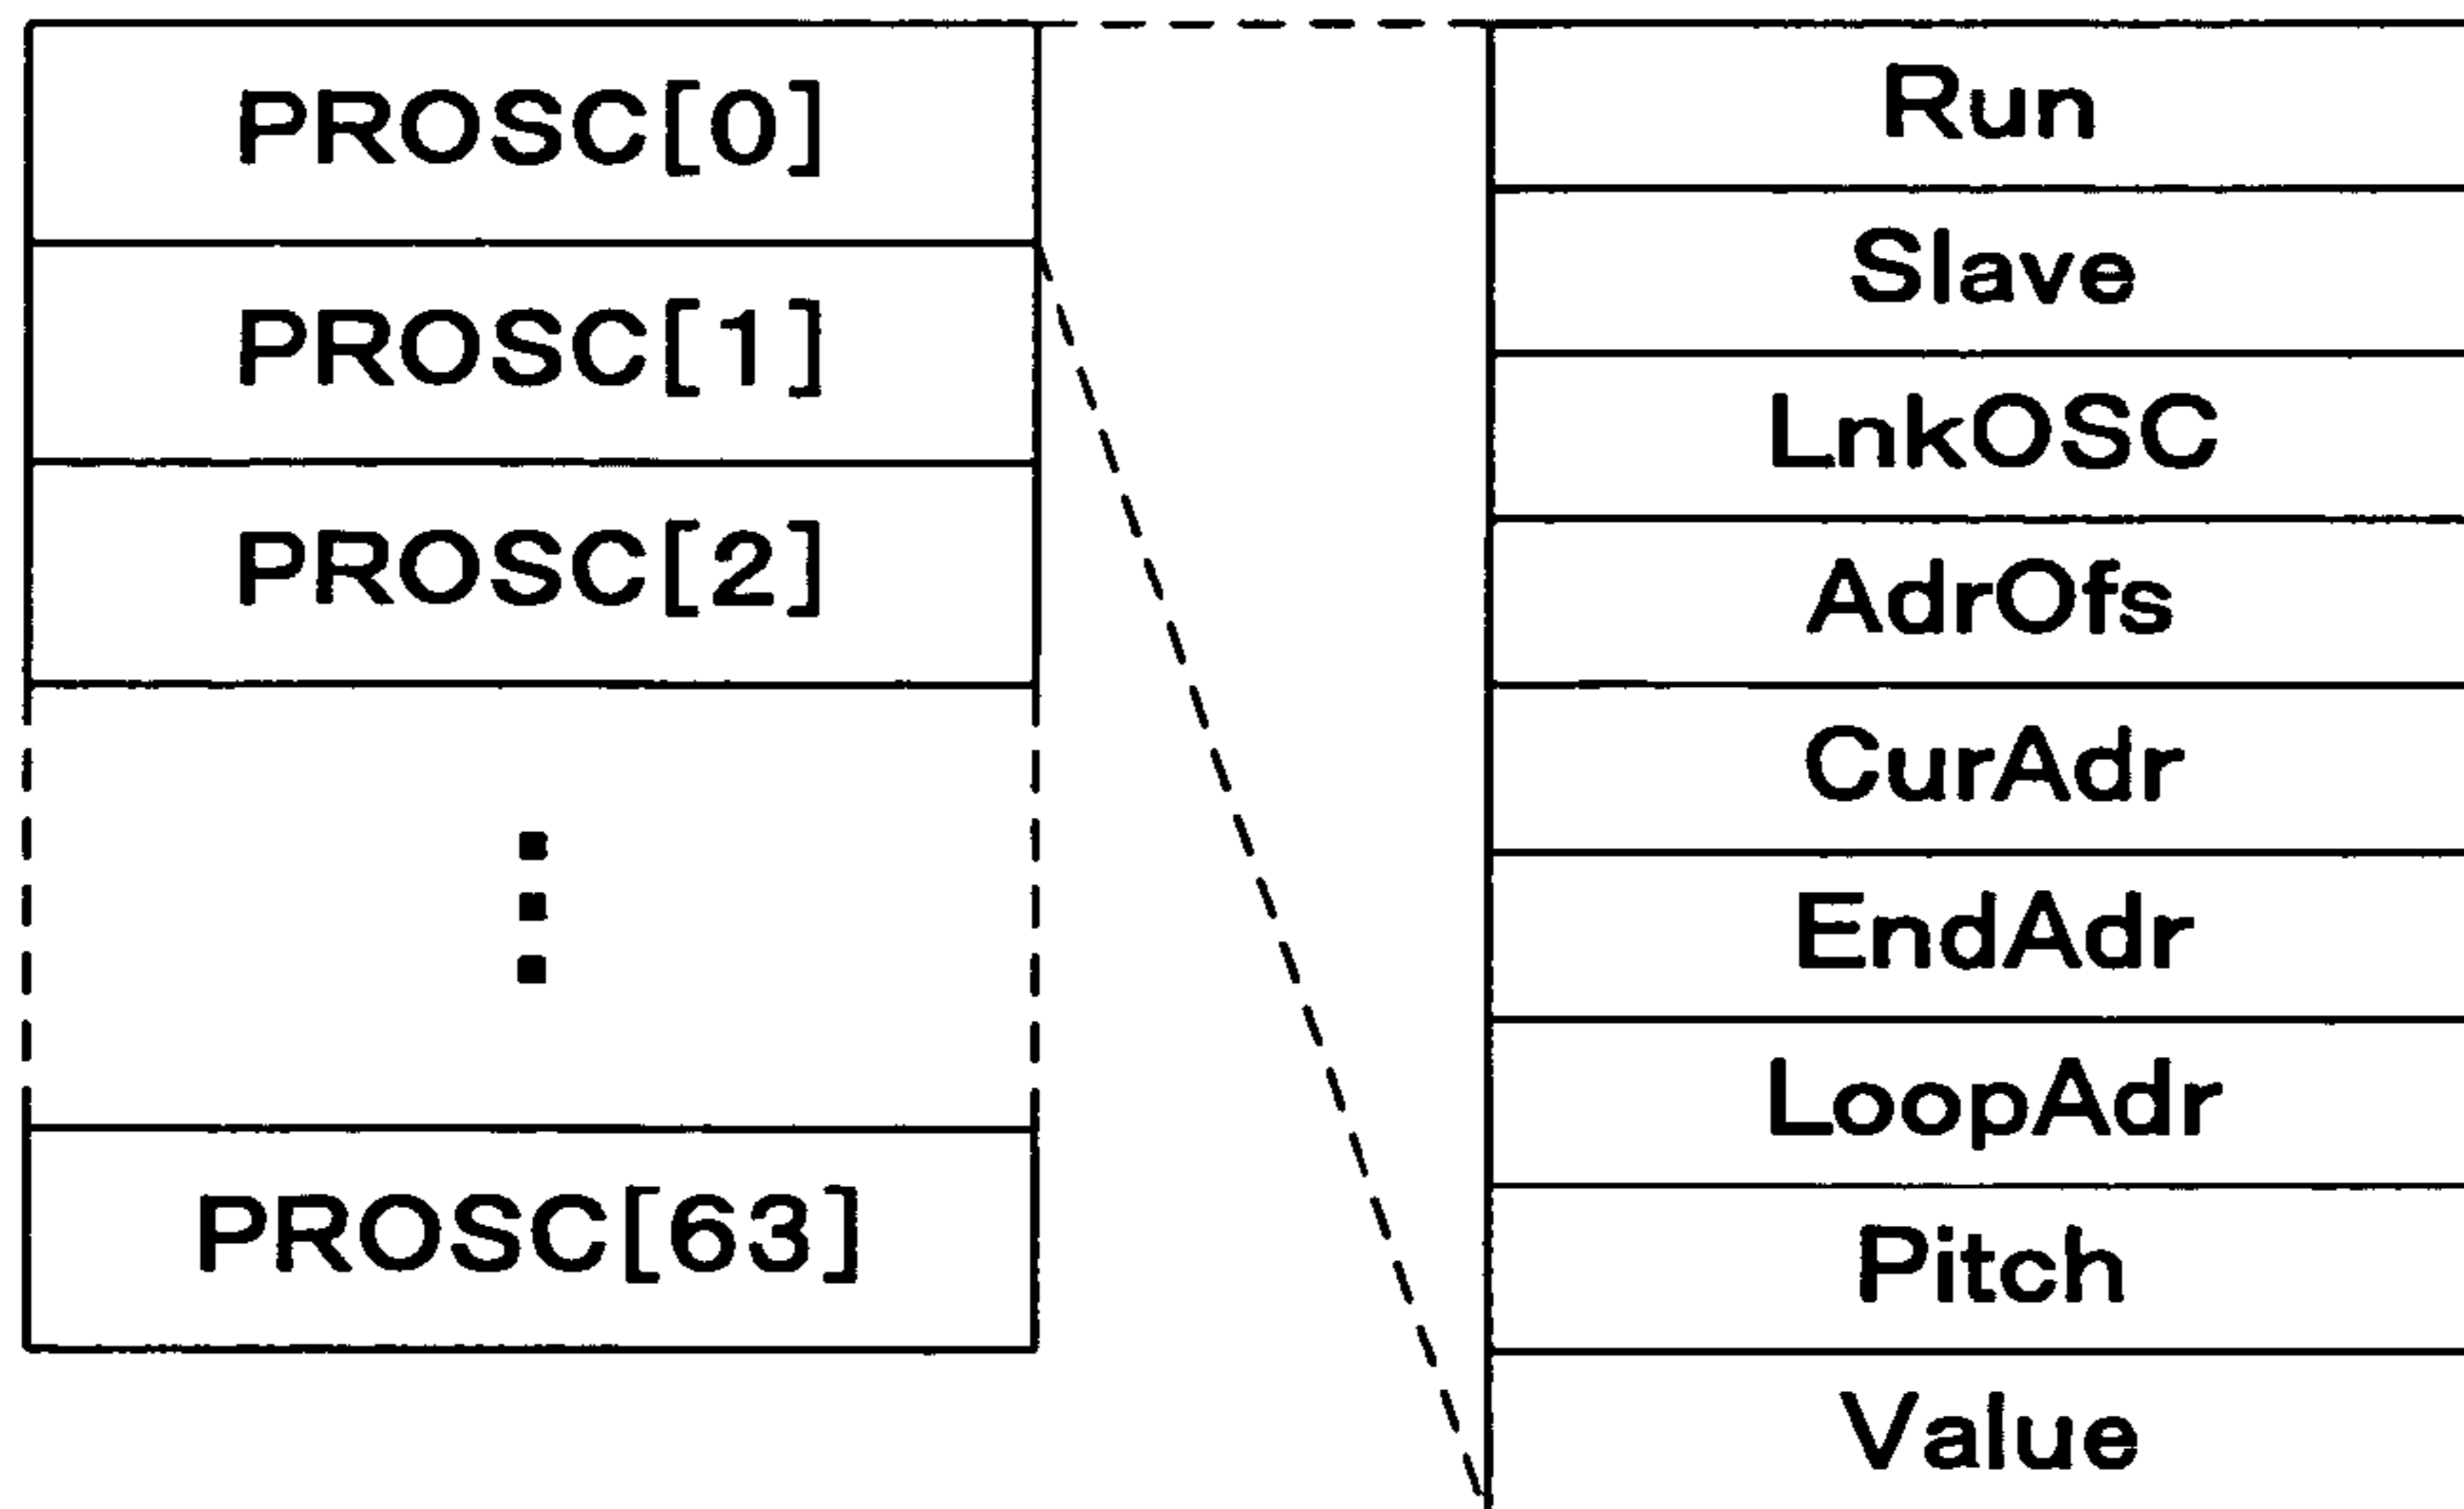 PROSC[0]
PROSC[1]
PROSC[2]
PROSC[63]
Run
Slave
LnkOSC
AdrOfs
CurAdr
EndAdr
LoopAdr
Pitch
Value